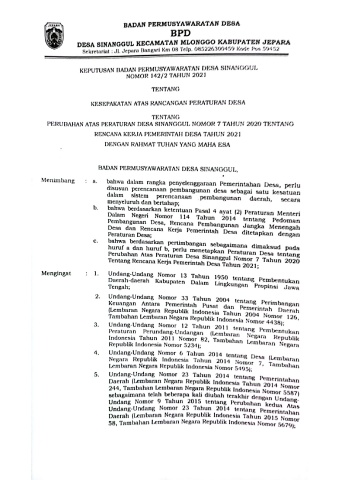 BADAN PERMUSYAWARATAN DESA
BPD
DESA SINANGGUL KECAMATAN MLONGGO KABUPATEN JEPARA
Sekretariat : Jl. Jepara Bangsri Km 08 Telp. 085226300459 Kode Pos 59452
KEPUTUSAN BADAN PERMUSYAWARATAN DESA SINANGGUL
NOMOR 142/2 TAHUN 2021
TENTANG
KESEPAKATAN ATAS RANCANGAN PERATURAN DESA
TENTANG
PERUBAHAN ATAS PERATURAN DESA SINANGGUL NOMOR 7 TAHUN 2020 TENTANG
RENCANA KERJA PEMERINTAH DESA TAHUN 2021
DENGAN RAHMAT TUHAN YANG MAHA ESA
BADAN PERMUSYAWARATAN DESA SINANGGUL,
Menimbang : a. bahwa dalam rangka penyelenggaraan Pemerintahan Desa, perlu
disusun perencanaan pembangunan desa sebagai satu kesatuan
dalam sistem perencanaan pembangunan daerah, secara
menyeluruh dan bertahap;
b. bahwa berdasarkan ketentuan Pasal 4 ayat (2) Peraturan Menteri
Dalam Negeri Nomor 114 Tahun 2014 tentang Pedoman
Pembangunan Desa, Rencana Pembangunan Jangka Menengah
Desa dan Rencana Kerja Pemerintah Desa ditetapkan dengan
Peraturan Desa;
c. bahwa berdasarkan pertimbangan sebagaimana dimaksud pada
huruf a dan huruf b, perlu menetapkan Peraturan Desa tentang
Perubahan Atas Peraturan Desa Sinanggul Nomor 7 Tahun 2020
Tentang Rencana Kerja Pemerintah Desa Tahun 2021;
Mengingat : 1. Undang-Undang Nomor 13 Tahun 1950 tentang Pembentukan
Daerah-daerah Kabupaten Dalam Lingkungan Propinsi Jawa
Tengah;
2. Undang-Undang Nomor 33 Tahun 2004 tentang Perimbangan
Keuangan Antara Pemerintah Pusat dan Pemerintah Daerah
(Lembaran Negara Republik Indonesia Tahun 2004 Nomor 126,
Tambahan Lembaran Negara Republik Indonesia Nomor 4438);
3. Undang-Undang Nomor 12 Tahun 2011 tentang Pembentukan
Peraturan Perundang-Undangan (Lembaran Negara Republik
Indonesia Tahun 2011 Nomor 82, Tambahan Lembaran Negara
Republik Indonesia Nomor 5234);
4. Undang-Undang Nomor 6 Tahun 2014 tentang Desa (Lembaran
Negara Republik Indonesia Tahun 2014 Nomor 7, Tambahan
Lembaran Negara Republik Indonesia Nomor 5495);
5. Undang-Undang Nomor 23 Tahun 2014 tentang Pemerintahan
Daerah (Lembaran Negara Republik Indonesia Tahun 2014 Nomor
244, Tambahan Lembaran Negara Republik Indonesia Nomor 5587)
sebagaimana telah beberapa kali diubah terakhir dengan Undang-
Undang Nomor 9 Tahun 2015 tentang Perubahan kedua Atas
Undang-Undang Nomor 23 Tahun 2014 tentang Pemerintahan
Daerah (Lembaran Negara Republik Indonesia Tahun 2015 Nomor
58, Tambahan Lembaran Negara Republik Indonesia Nomor 5679);